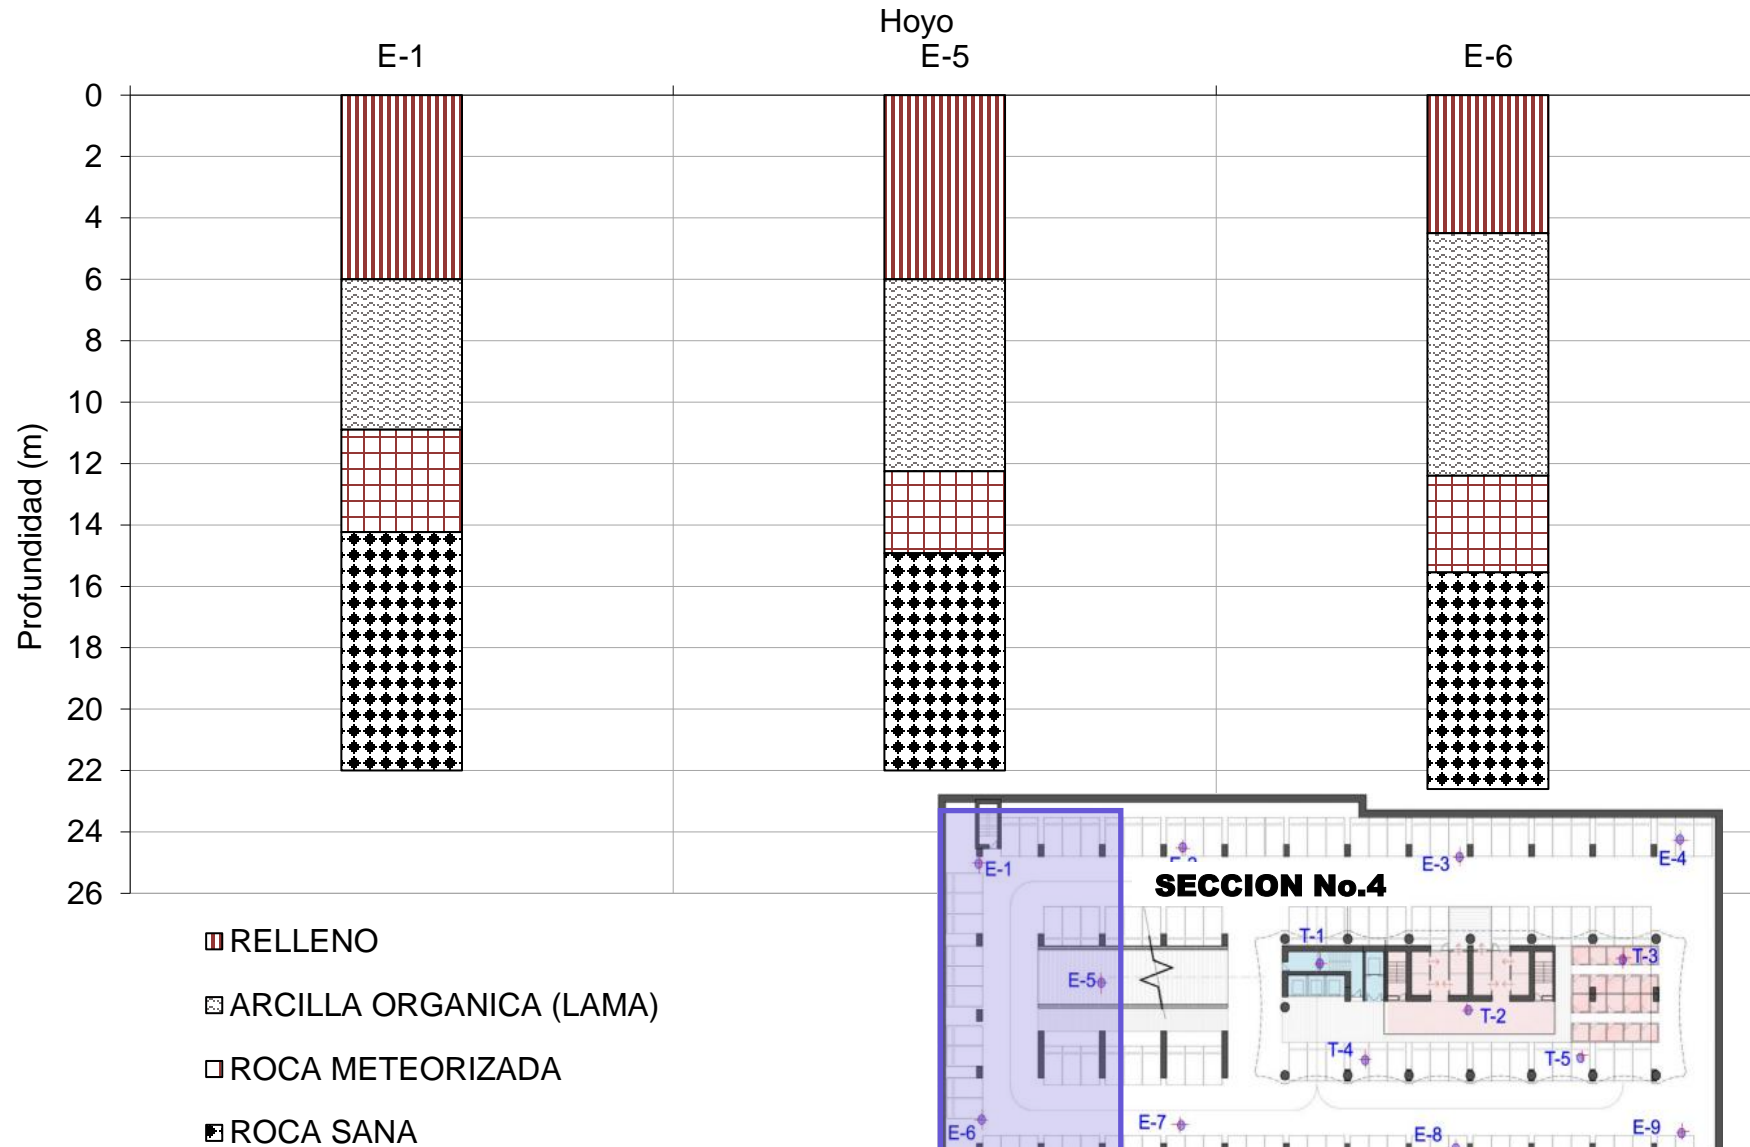 Hoyo
E-1 E-5 E-6
0
2
4
6
8
10
12
14
16
18
20
22
24
26
Profundidad (m)
RELLENO
ARCILLA ORGANICA (LAMA)
ROCA METEORIZADA
ROCA SANA
E-1
E-3
E-4
SECCION No.4
T-1
T-3
E-5
T-2
T-4
T-5
E-6
E-7
E-8
E-9